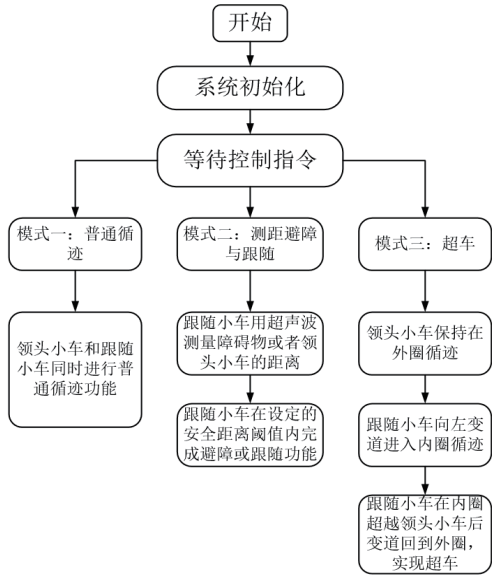 开始
系统初始化
等待控制指令
模式一：普通循
迹
领头小车和跟随
小车同时进行普
通循迹功能
模式二：测距避障
与跟随
跟随小车用超声波
测量障碍物或者领
头小车的距离
跟随小车在设定的
安全距离阈值内完
成避障或跟随功能
模式三：超车
领头小车保持在
外圈循迹
跟随小车向左变
道进入内圈循迹
跟随小车在内圈
超越领头小车后
变道回到外圈，
实现超车